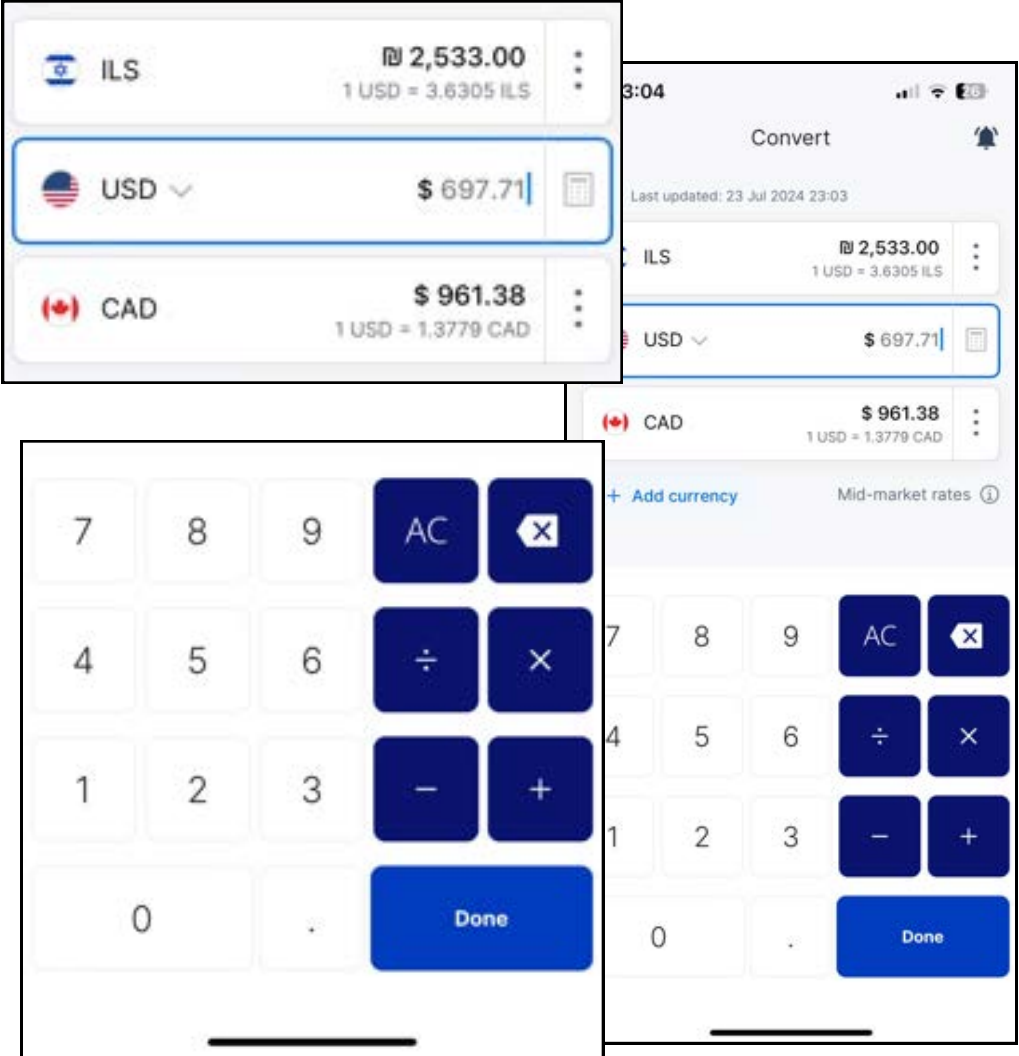 ILS ₪ 2,533.00
1 USD = 3.6305 ILS
USD $ 697.71
CAD $ 961.38
1 USD = 1.3779 CAD
3:04
Convert
Last updated: 23 Jul 2024 23:03
ILS ₪ 2,533.00
1 USD = 3.6305 ILS
USD $ 697.71
CAD $ 961.38
1 USD = 1.3779 CAD
+ Add currency Mid-market rates
7 8 9 AC
4 5 6 ÷ ×
1 2 3 − +
0 . Done
7 8 9 AC
4 5 6 ÷ ×
1 2 3 − +
0 . Done